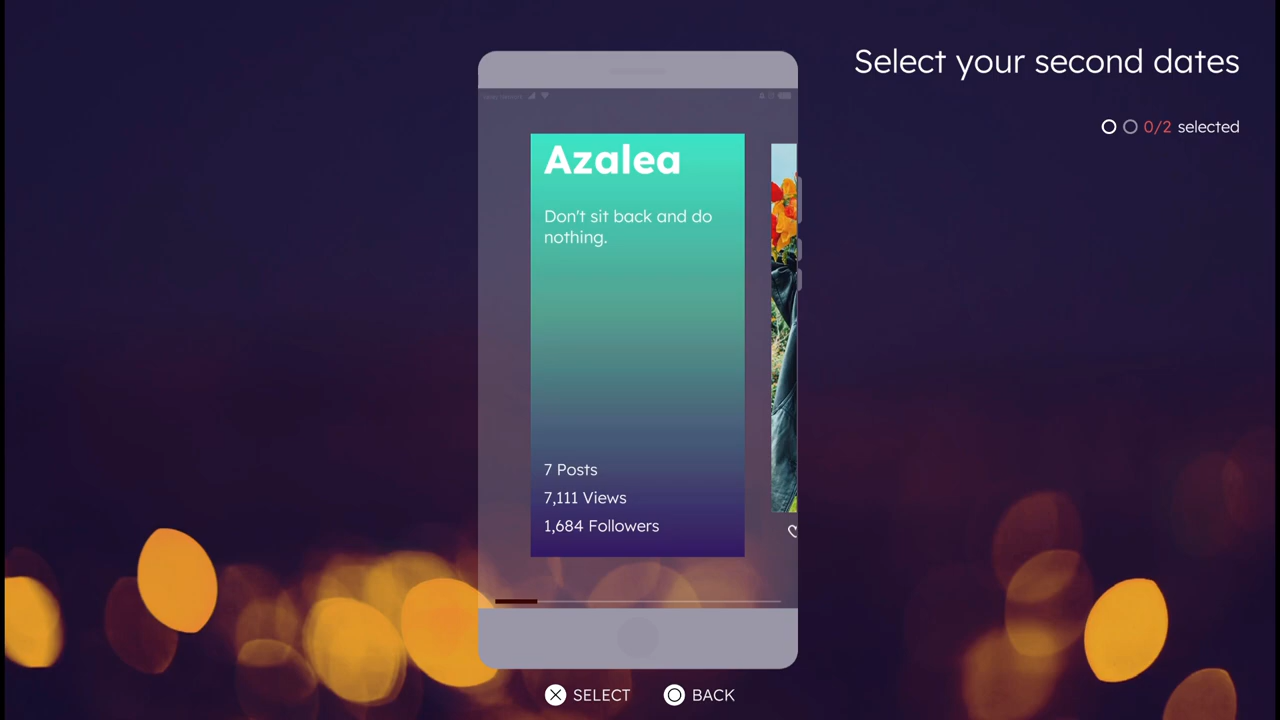 Select your second dates
0/2 selected
Azalea
Don't sit back and do
nothing.
7 Posts
7,111 Views
1,684 Followers
SELECT
BACK